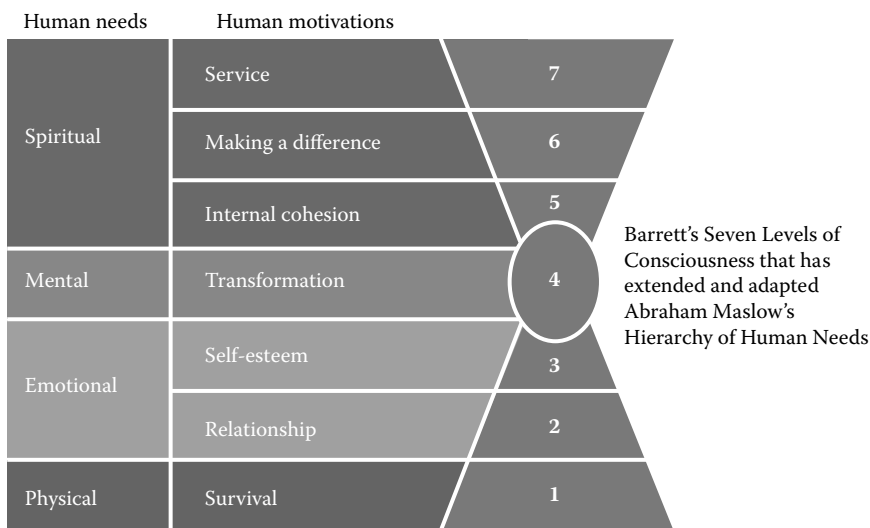 Human needs Human motivations
Spiritual
Service 7
Making a difference 6
Internal cohesion 5
Mental Transformation 4
Emotional
Self-esteem 3
Relationship 2
Physical Survival 1
Barrett’s Seven Levels of
Consciousness that has
extended and adapted
Abraham Maslow’s
Hierarchy of Human Needs